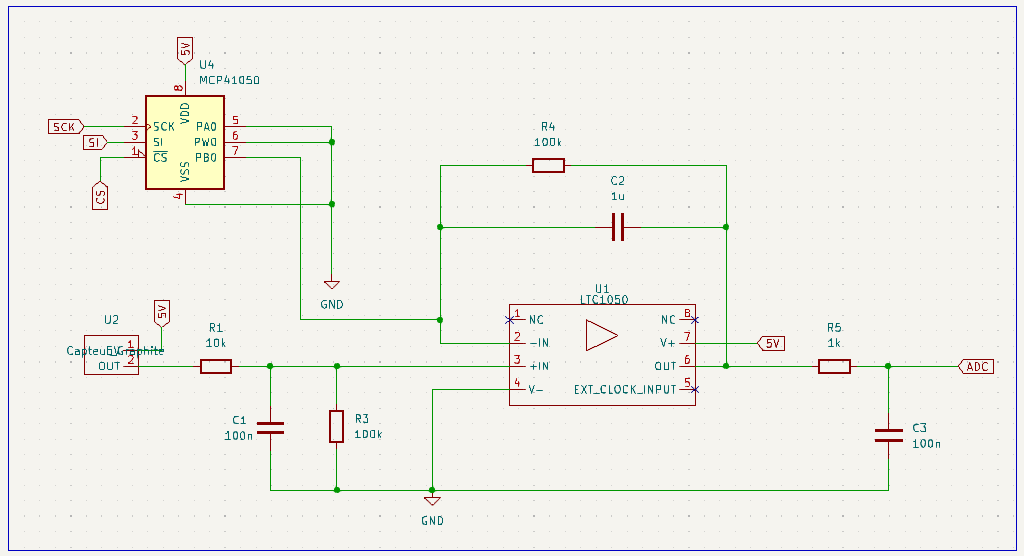 5V
U4
MCP41050
8
VDD
SCK
2
SCK
PA0
5
SI
3
SI
PW0
6
1
CS
PB0
7
VSS
4
CS
GND
R4
100k
C2
1u
U1
LTC1050
1
NC
NC
8
2
-IN
V+
7
5V
3
+IN
OUT
6
4
V-
EXT_CLOCK_INPUT
5
5V
U2
1
5V
Capteur_Graphite
OUT
2
R1
10k
C1
100n
R3
100k
GND
R5
1k
ADC
C3
100n